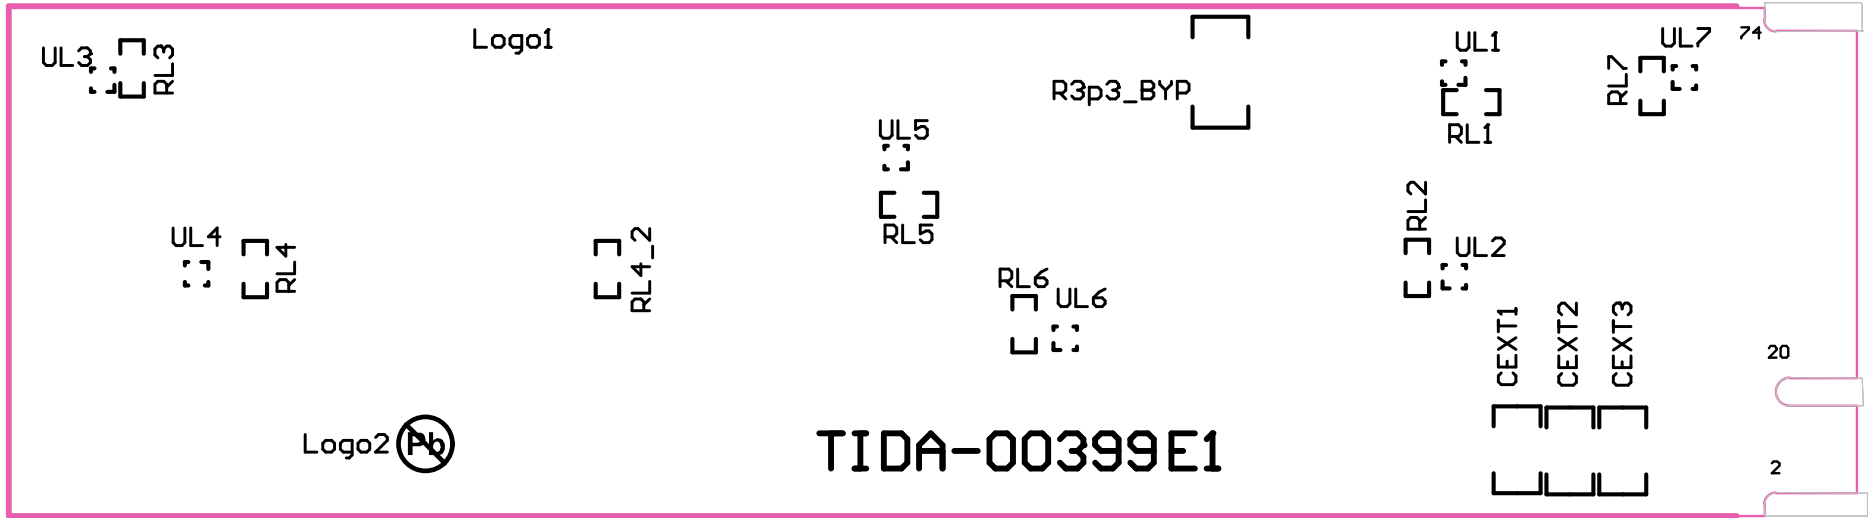 Logo1
74
UL7
UL1
UL3
RL3
RL7
R3p3_BYP
UL5
RL1
RL2
UL4
RL4
RL4_2
RL5
UL2
RL6
UL6
CEXT1
CEXT2
CEXT3
20
Logo2
Pb
TIDA-00399E1
2